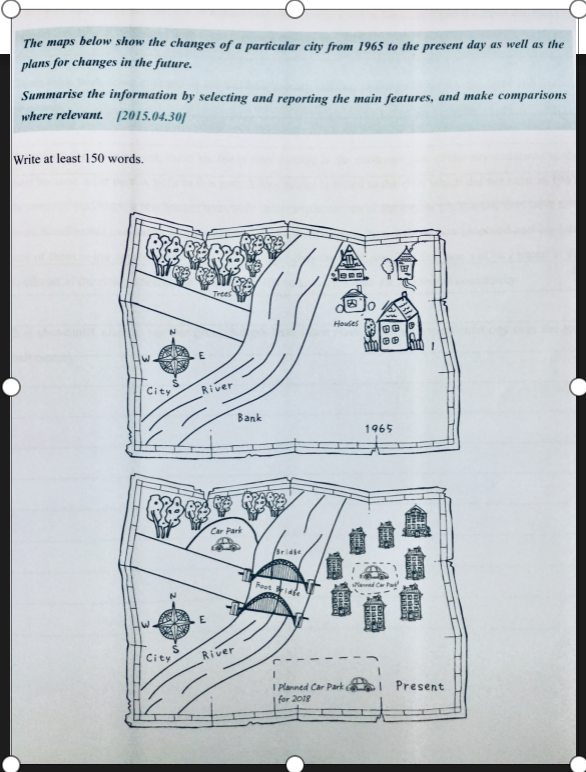 The maps below show the changes of a particular city from 1965 to the present day as well as the
plans for changes in the future.
Summarise the information by selecting and reporting the main features, and make comparisons
where relevant. [2015.04.30]
Write at least 150 words.
Trees
Houses
N
W E
S
City
River
Bank
1965
Car Park
Bridge
Foot Bridge
Planned Car Park
N
W E
S
City
River
Planned Car Park
for 2018
Present